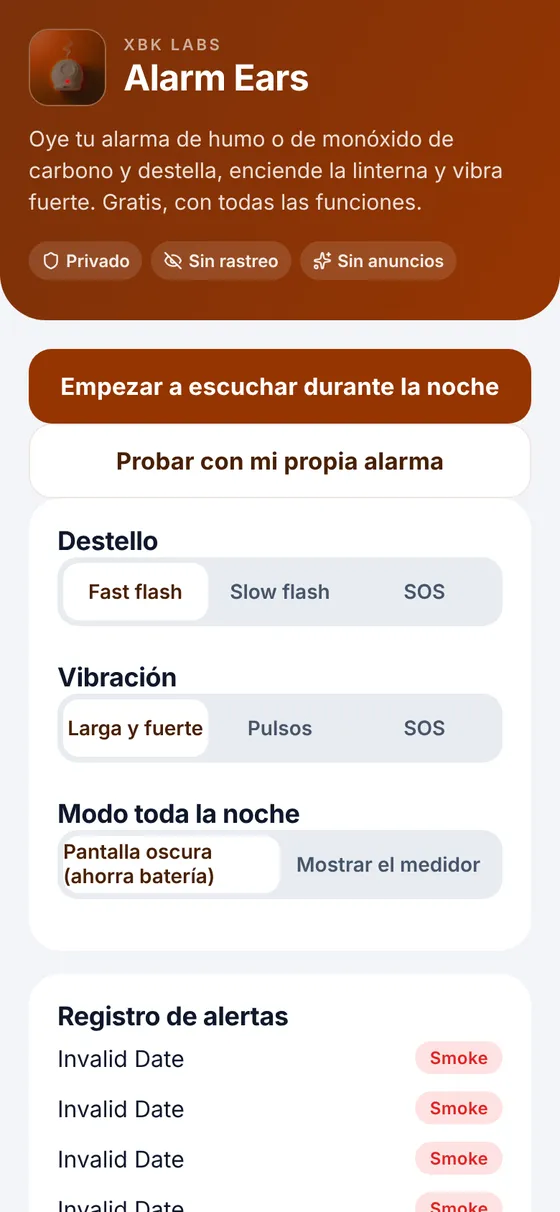 XBK LABS
Alarm Ears
Oye tu alarma de humo o de monóxido de
carbono y destella, enciende la linterna y vibra
fuerte. Gratis, con todas las funciones.
Privado
Sin rastreo
Sin anuncios
Empezar a escuchar durante la noche
Probar con mi propia alarma
Destello
Fast flash
Slow flash
SOS
Vibración
Larga y fuerte
Pulsos
SOS
Modo toda la noche
Pantalla oscura
(ahorra batería)
Mostrar el medidor
Registro de alertas
Invalid Date
Smoke
Invalid Date
Smoke
Invalid Date
Smoke
Invalid Date
Smoke